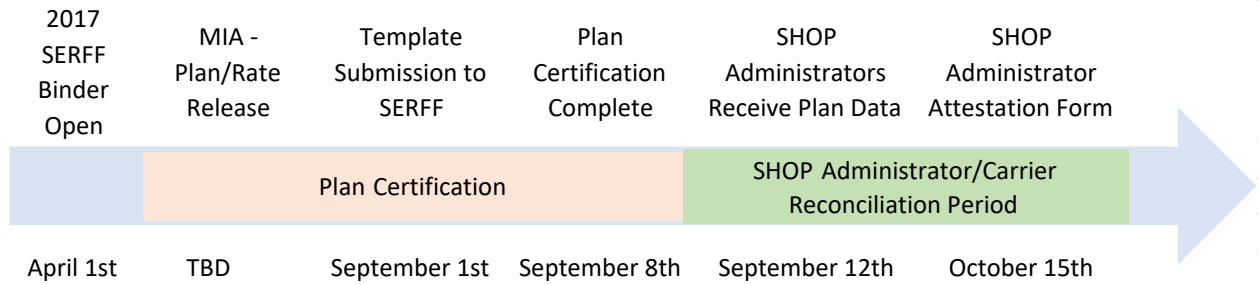 2017
SERFF
Binder
Open
MIA -
Plan/Rate
Release
Template
Submission to
SERFF
Plan
Certification
Complete
SHOP
Administrators
Receive Plan Data
SHOP
Administrator
Attestation Form
Plan Certification
SHOP Administrator/Carrier
Reconciliation Period
April 1st
TBD
September 1st
September 8th
September 12th
October 15th